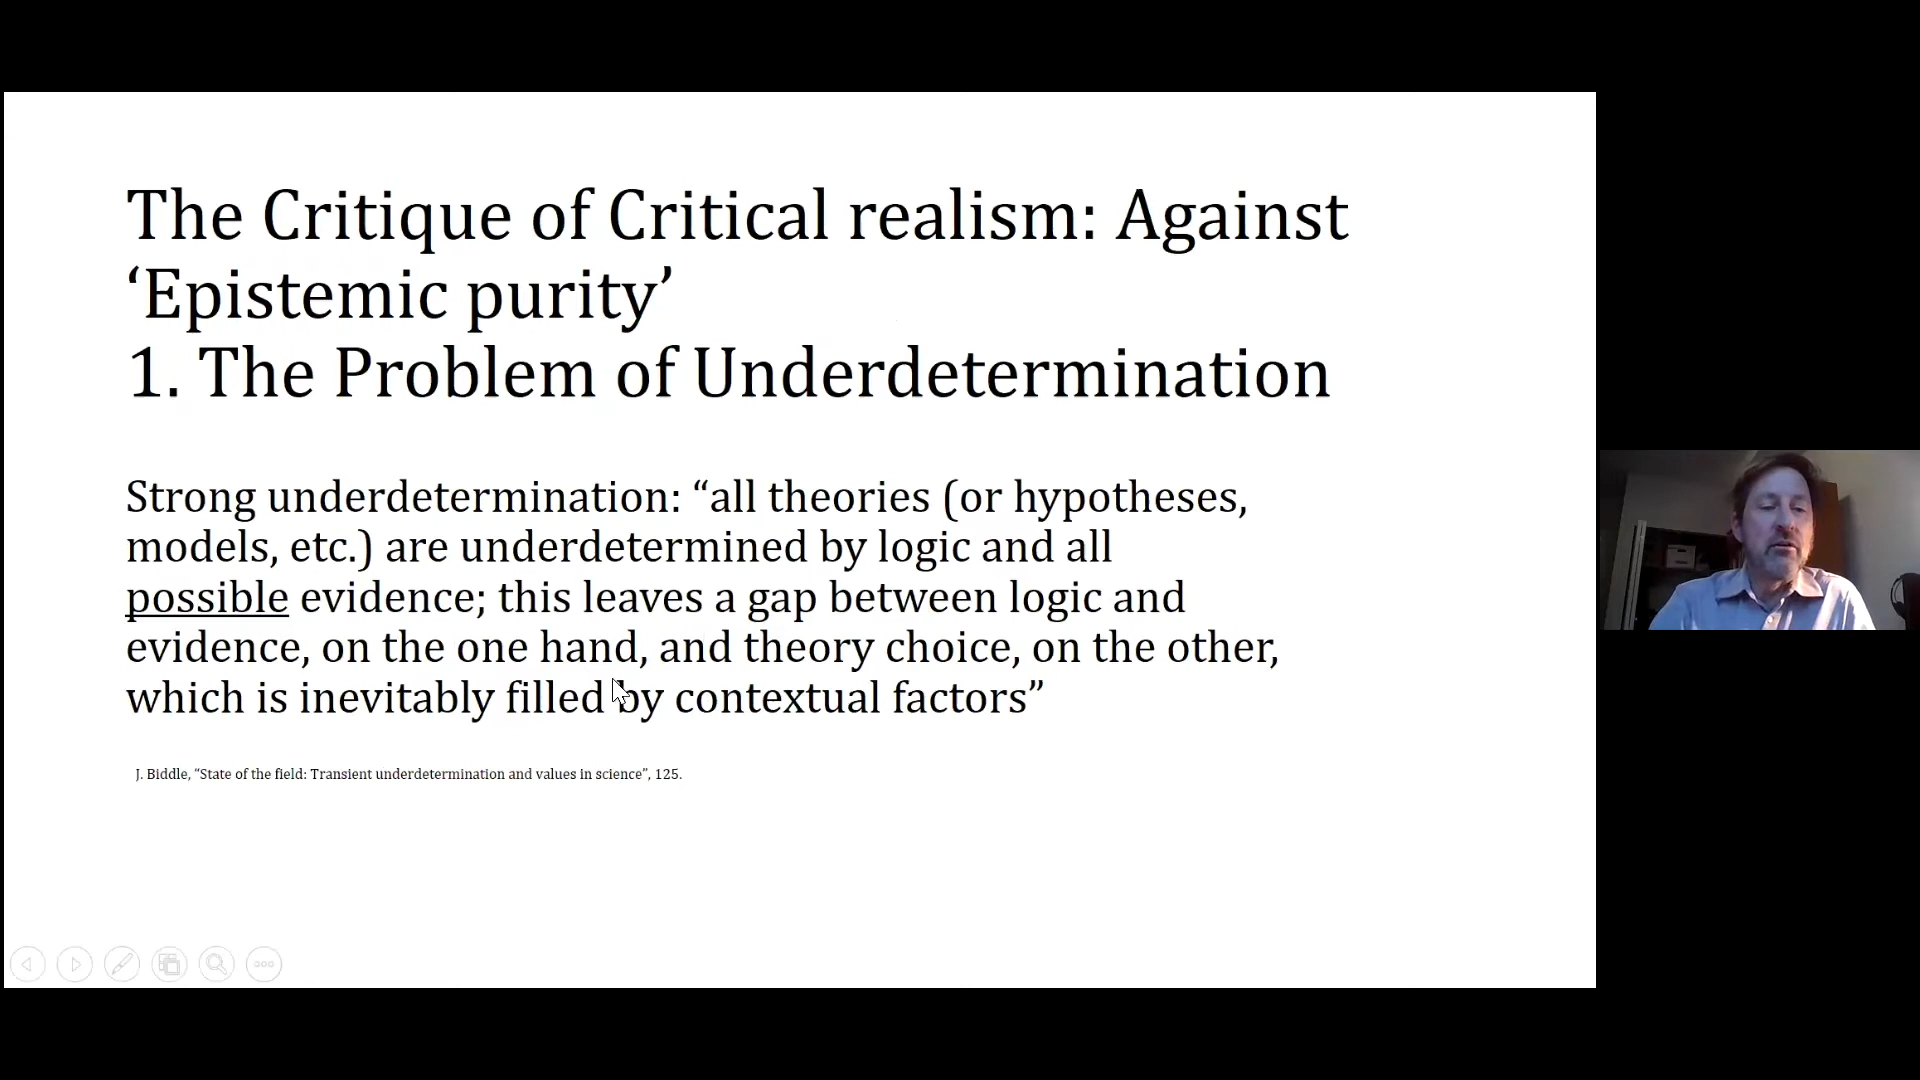 The Critique of Critical realism: Against
‘Epistemic purity’
1. The Problem of Underdetermination
Strong underdetermination: “all theories (or hypotheses,
models, etc.) are underdetermined by logic and all
possible evidence; this leaves a gap between logic and
evidence, on the one hand, and theory choice, on the other,
which is inevitably filled by contextual factors”
J. Biddle, “State of the field: Transient underdetermination and values in science”, 125.